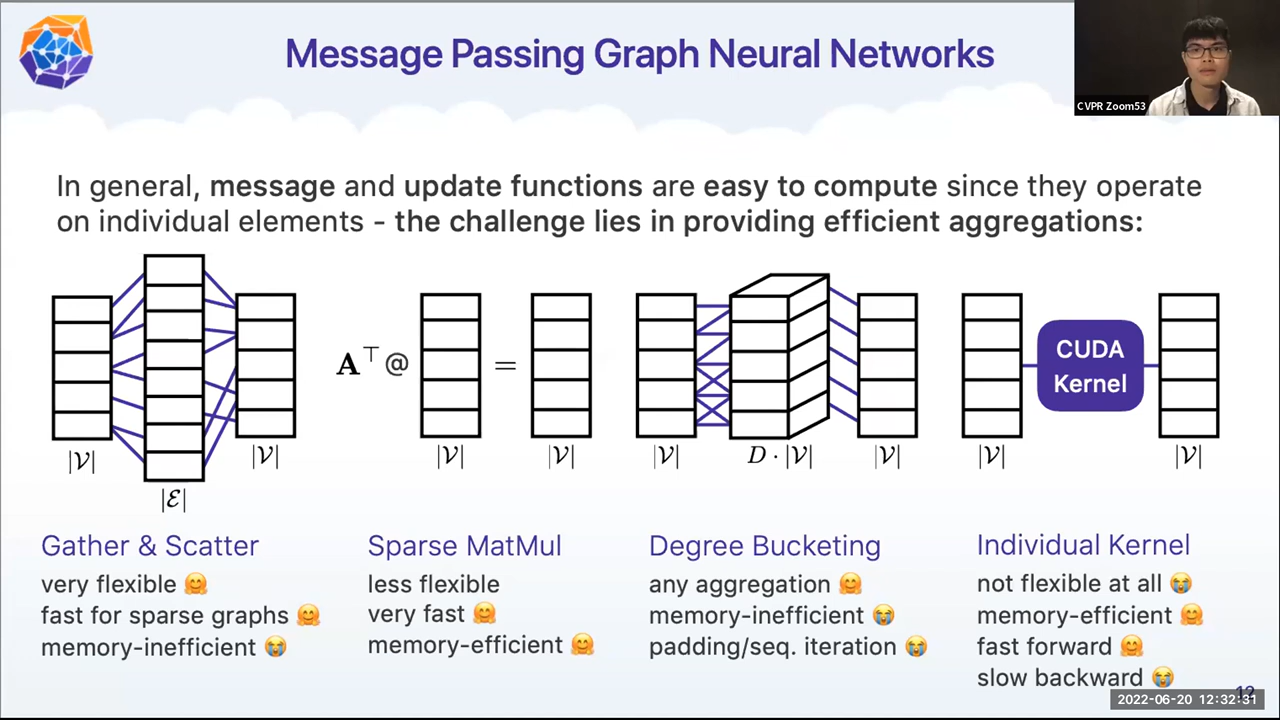 Message Passing Graph Neural Networks
CVPR Zoom53
In general, message and update functions are easy to compute since they operate
on individual elements - the challenge lies in providing efficient aggregations:
A⊤ @ =
CUDA
Kernel
|𝒱| |ℰ| |𝒱| |𝒱| |𝒱| |𝒱| D · |𝒱| |𝒱| |𝒱| |𝒱|
Gather & Scatter
very flexible 🤗
fast for sparse graphs 🤗
memory-inefficient 😭
Sparse MatMul
less flexible
very fast 🤗
memory-efficient 🤗
Degree Bucketing
any aggregation 🤗
memory-inefficient 😭
padding/seq. iteration 😭
Individual Kernel
not flexible at all 😭
memory-efficient 🤗
fast forward 🤗
slow backward 😭
12
2022-06-20 12:32:31